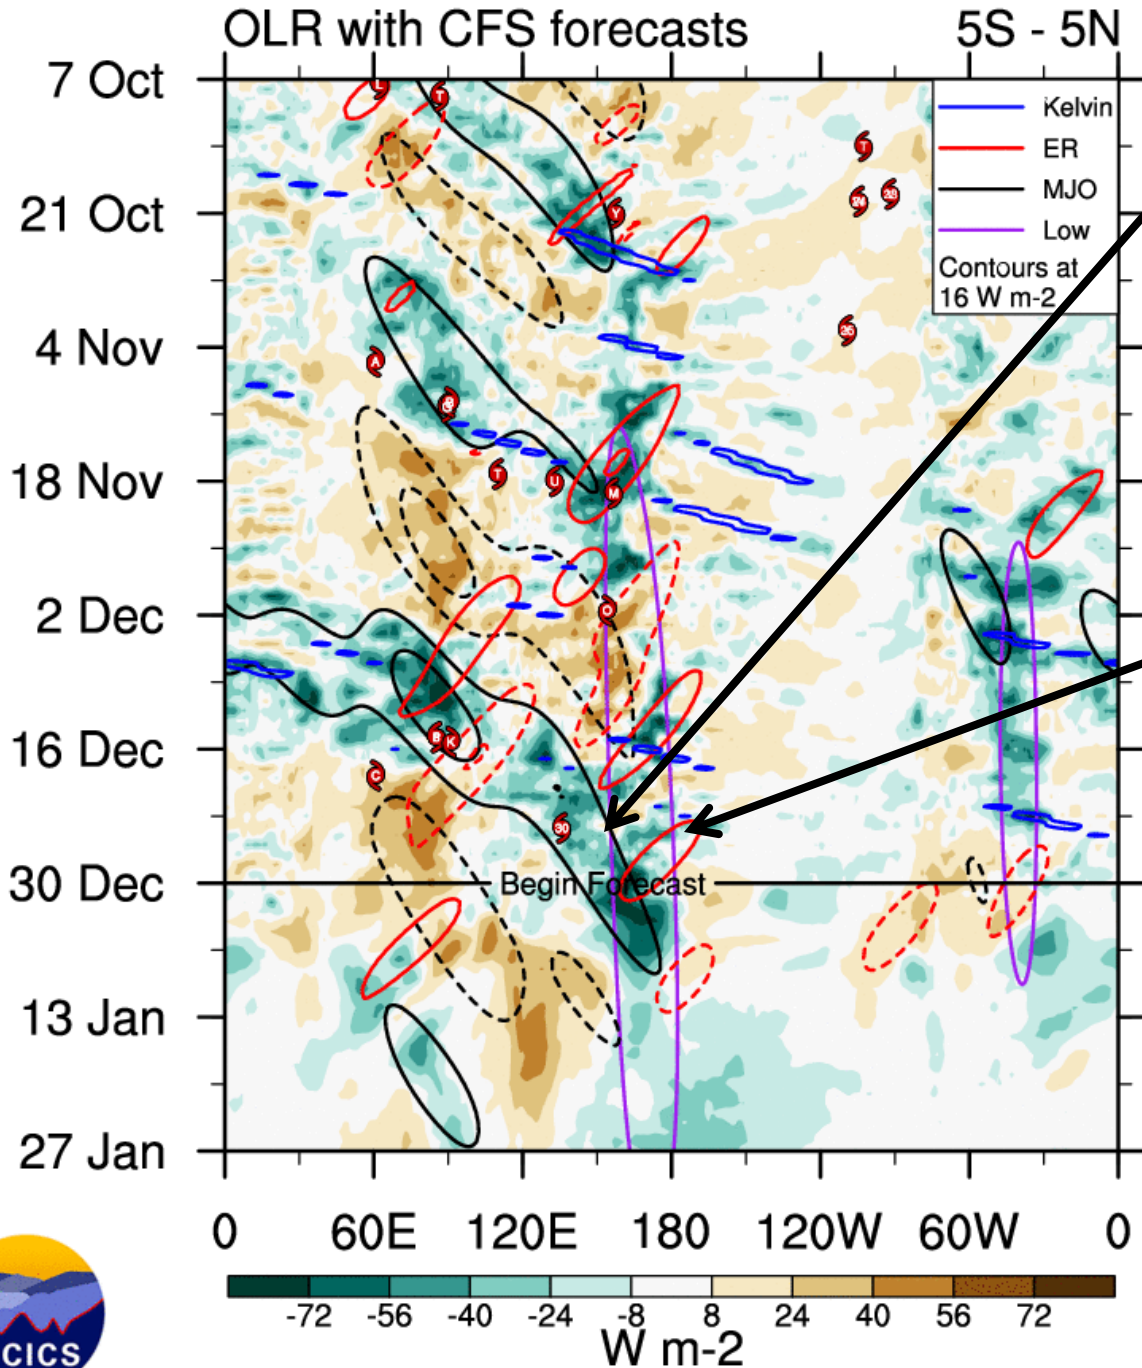 OLR with CFS forecasts 5S - 5N
7 Oct
21 Oct
4 Nov
18 Nov
2 Dec
16 Dec
30 Dec
13 Jan
27 Jan
Kelvin
ER
MJO
Low
Contours at
16 W m-2
L
T
T
V
A
T
U
M
O
B
K
C
30
25
Begin Forecast
0 60E 120E 180 120W 60W 0
-72 -56 -40 -24 -8 8 24 40 56 72
W m-2
CICS